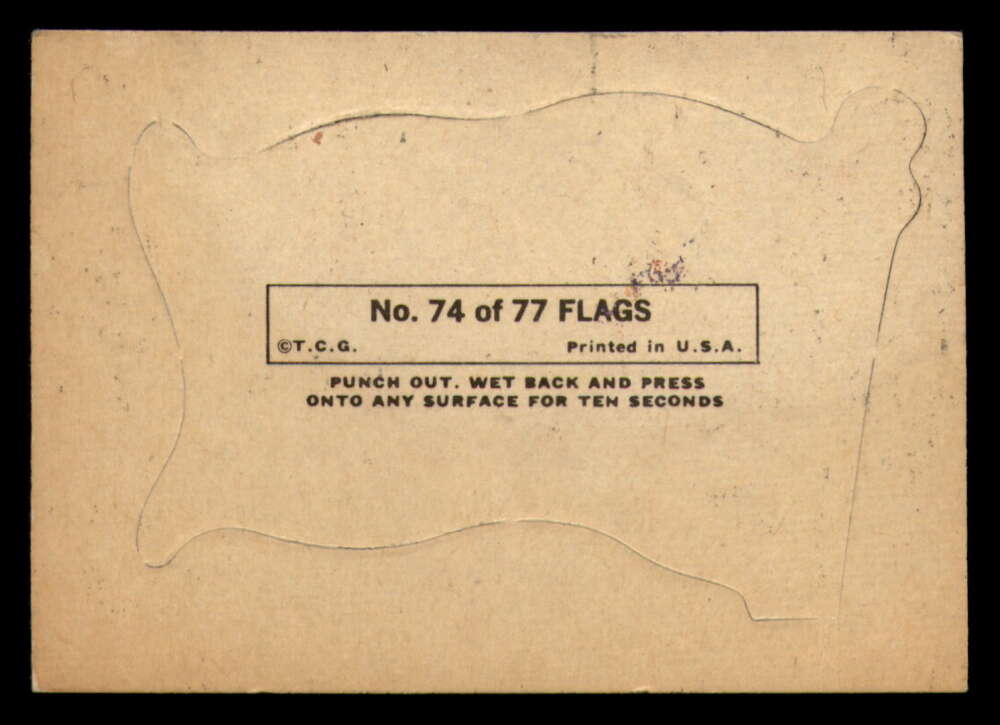 No. 74 of 77 FLAGS
©T.C.G.
Printed in U.S.A.
PUNCH OUT. WET BACK AND PRESS
ONTO ANY SURFACE FOR TEN SECONDS